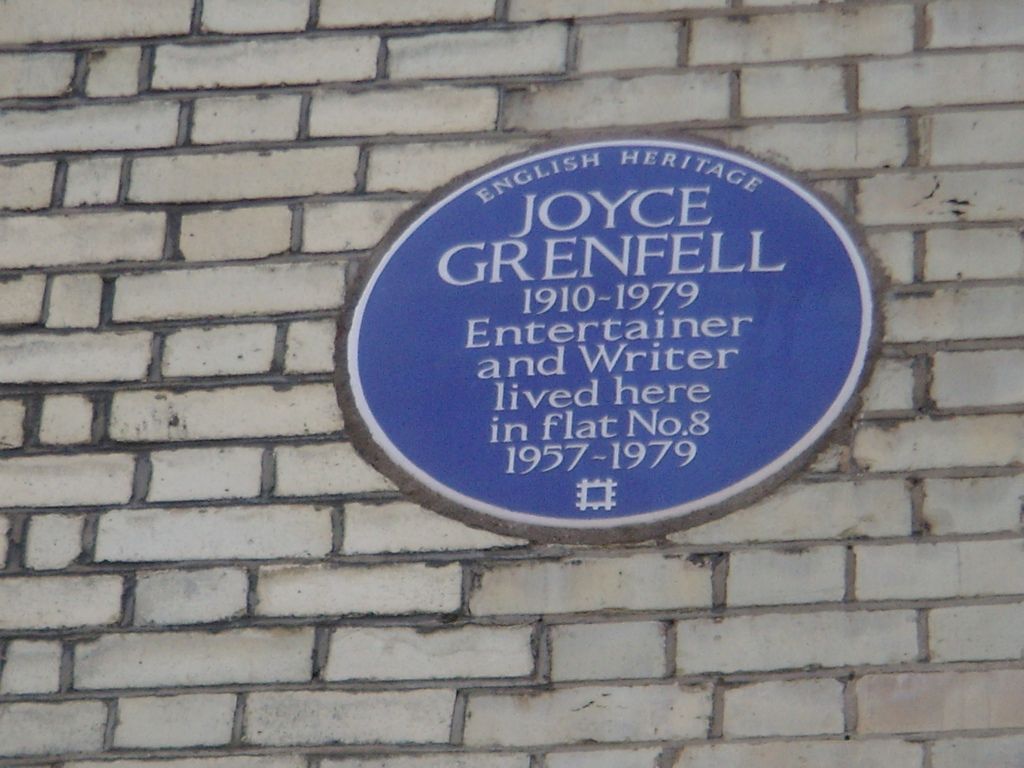 ENGLISH HERITAGE
JOYCE
GRENFELL
1910-1979
Entertainer
and Writer
lived here
in flat No.8
1957-1979